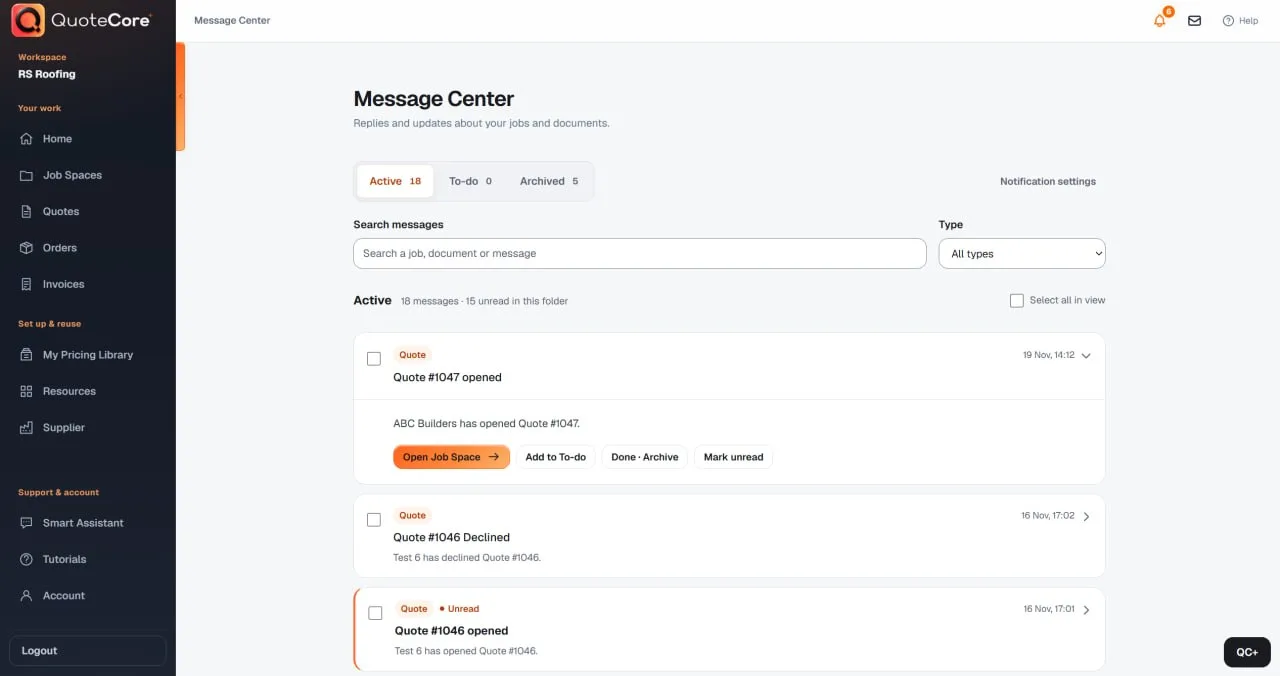 QuoteCore+
Workspace
RS Roofing
Your work
Home
Job Spaces
Quotes
Orders
Invoices
Set up & reuse
My Pricing Library
Resources
Supplier
Support & account
Smart Assistant
Tutorials
Account
Logout
Message Center
6
Help
Message Center
Replies and updates about your jobs and documents.
Active 18 To-do 0 Archived 5
Notification settings
Search messages
Type
Search a job, document or message
All types
Active 18 messages · 15 unread in this folder
Select all in view
Quote
19 Nov, 14:12
Quote #1047 opened
ABC Builders has opened Quote #1047.
Open Job Space → Add to To-do Done · Archive Mark unread
Quote
16 Nov, 17:02
Quote #1046 Declined
Test 6 has declined Quote #1046.
Quote • Unread
16 Nov, 17:01
Quote #1046 opened
Test 6 has opened Quote #1046.
QC+